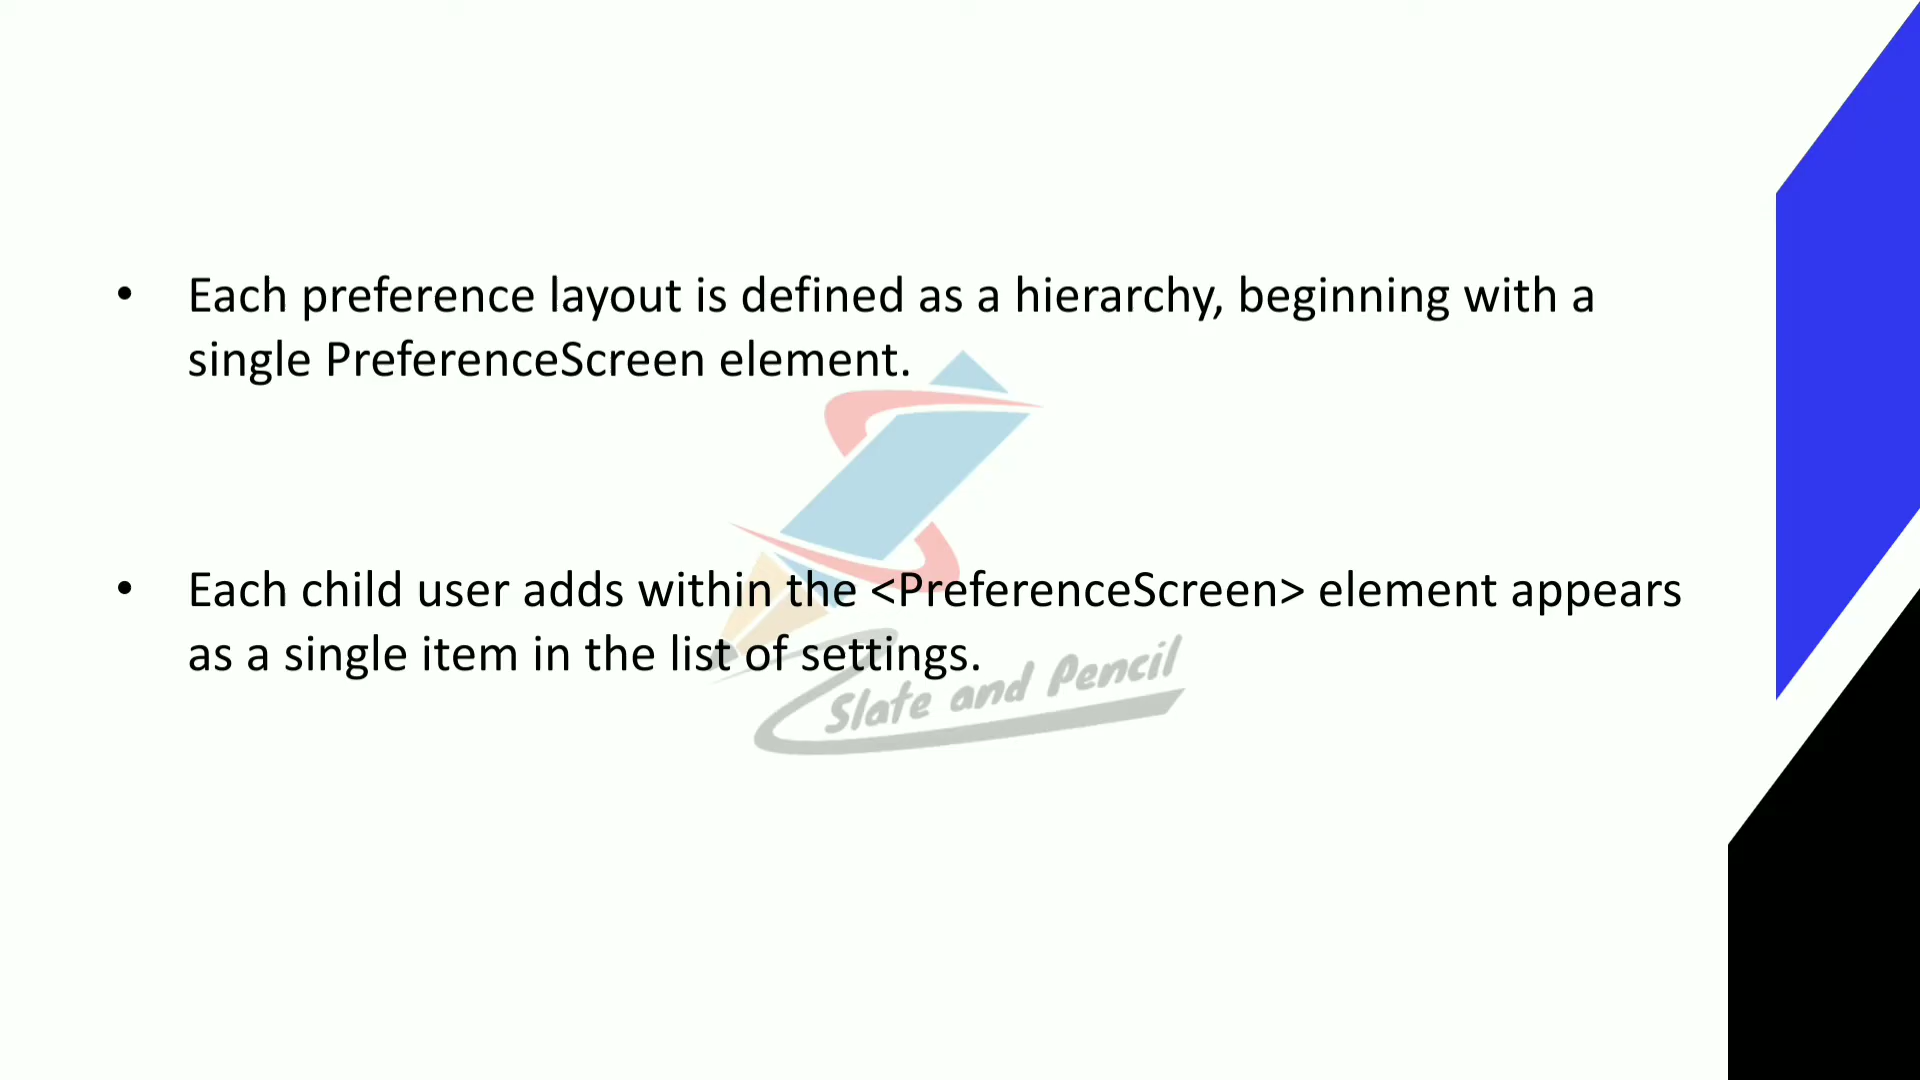 • Each preference layout is defined as a hierarchy, beginning with a
single PreferenceScreen element.
• Each child user adds within the <PreferenceScreen> element appears
as a single item in the list of settings.
Slate and Pencil